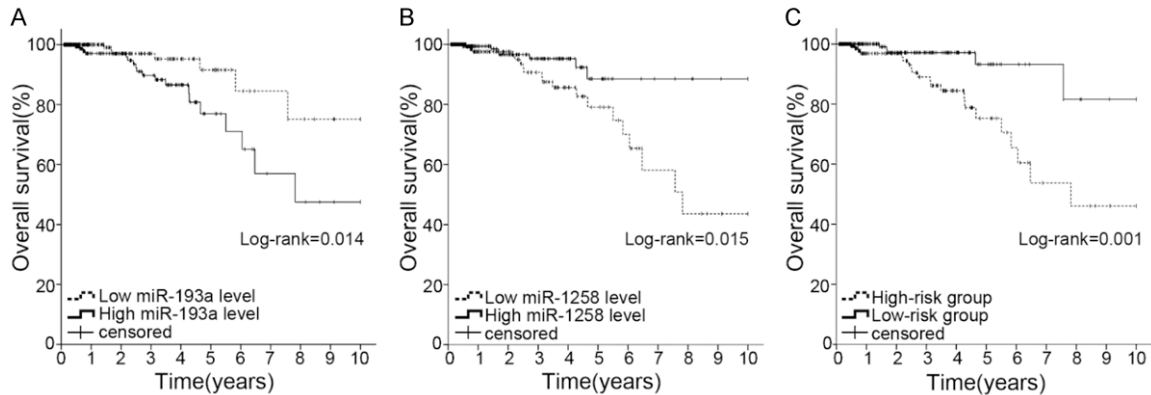 A
Overall survival(%)
100
80
60
40
20
0
Log-rank=0.014
Low miR-193a level
High miR-193a level
censored
0 1 2 3 4 5 6 7 8 9 10
Time(years)
B
Overall survival(%)
100
80
60
40
20
0
Log-rank=0.015
Low miR-1258 level
High miR-1258 level
censored
0 1 2 3 4 5 6 7 8 9 10
Time(years)
C
Overall survival(%)
100
80
60
40
20
0
Log-rank=0.001
High-risk group
Low-risk group
censored
0 1 2 3 4 5 6 7 8 9 10
Time(years)